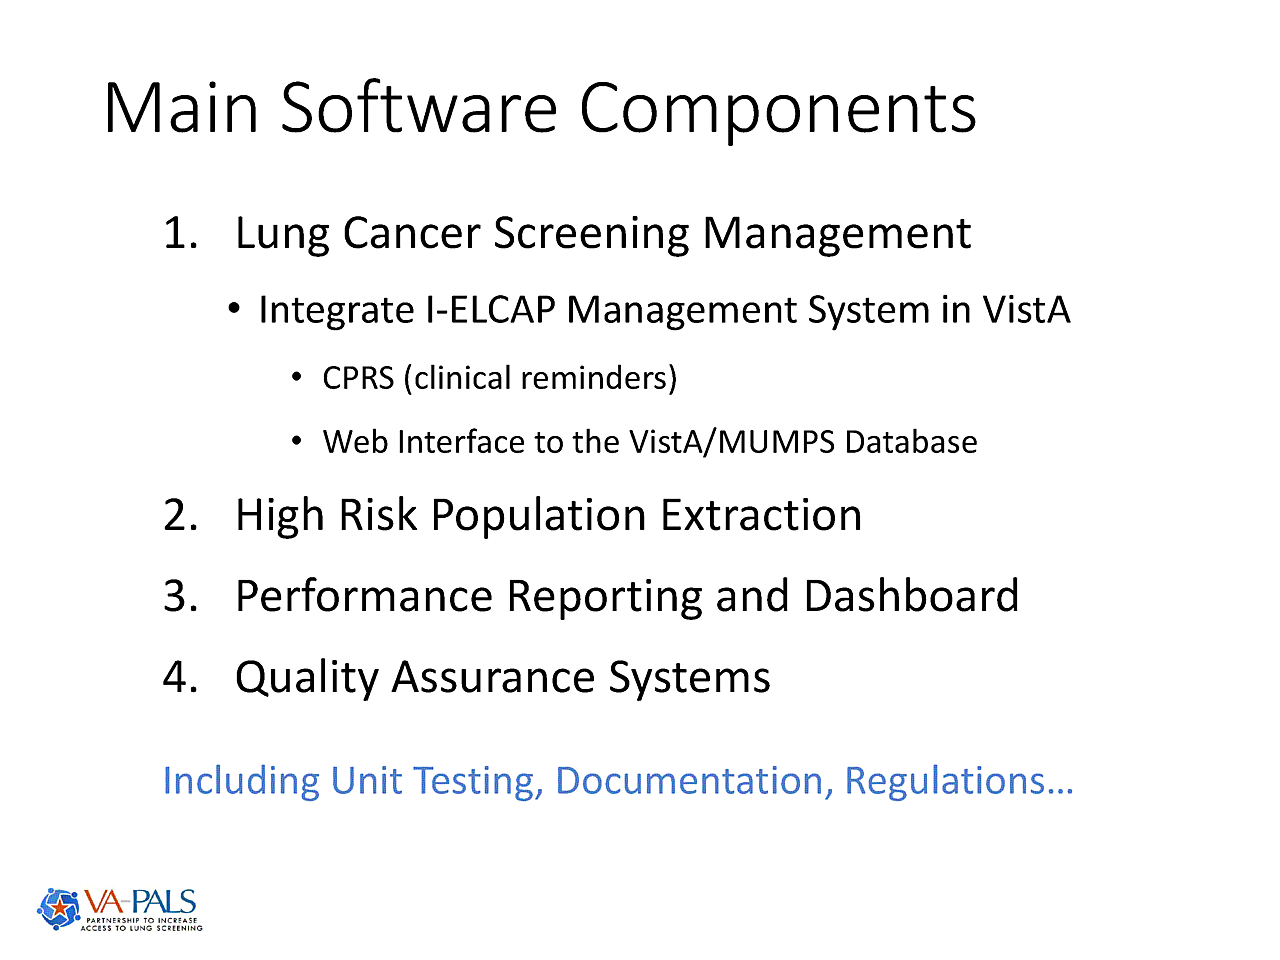 Main Software Components
1. Lung Cancer Screening Management
• Integrate I-ELCAP Management System in VistA
• CPRS (clinical reminders)
• Web Interface to the VistA/MUMPS Database
2. High Risk Population Extraction
3. Performance Reporting and Dashboard
4. Quality Assurance Systems
Including Unit Testing, Documentation, Regulations…
VA-PALS
PARTNERSHIP TO INCREASE
ACCESS TO LUNG SCREENING